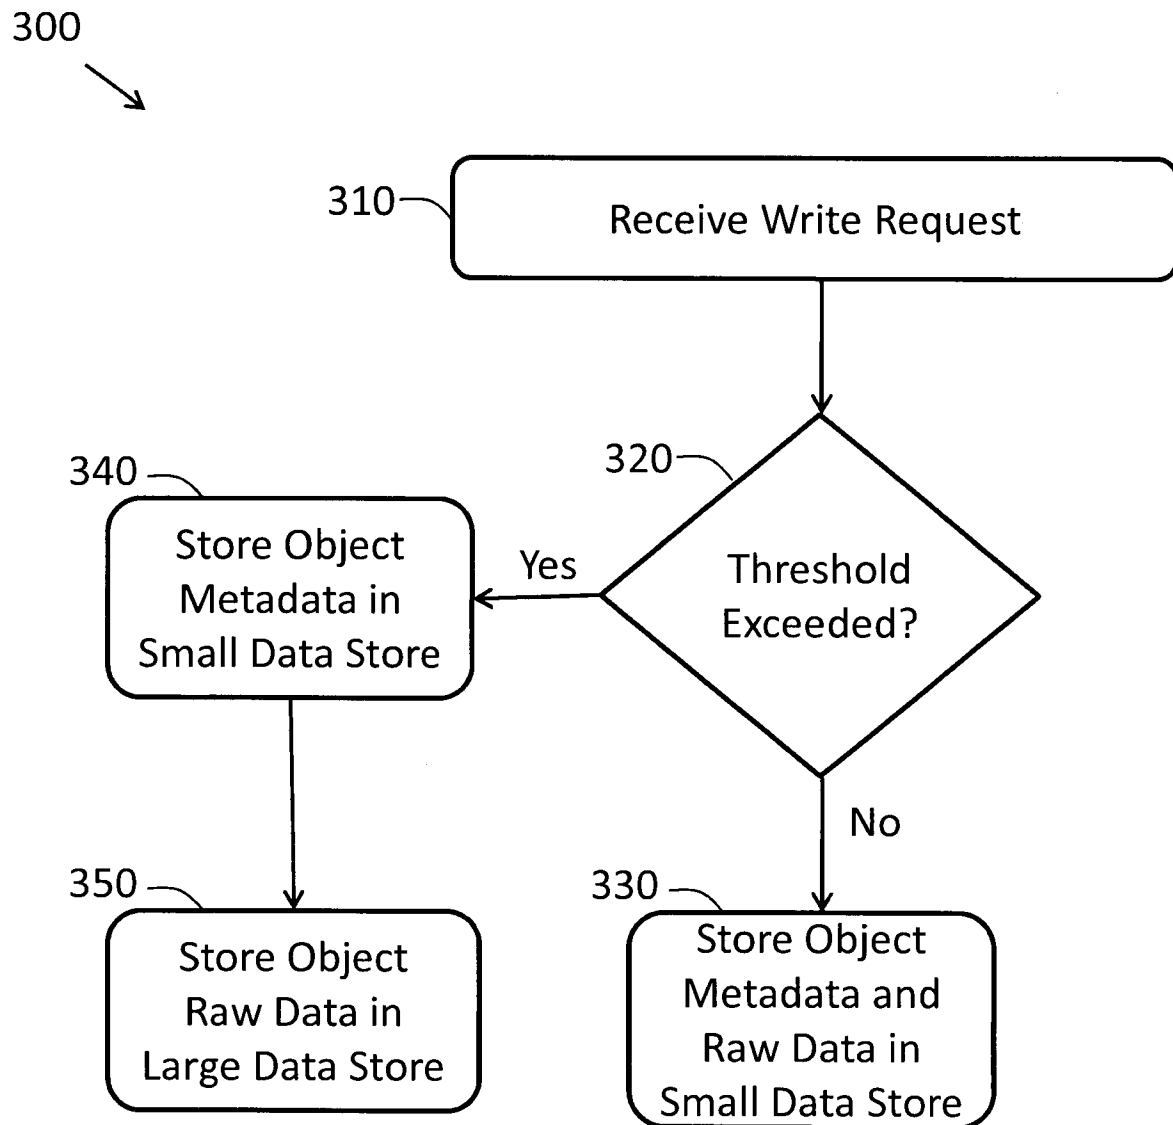 300
310
Receive Write Request
320
Threshold
Exceeded?
Yes
No
340
Store Object
Metadata in
Small Data Store
350
Store Object
Raw Data in
Large Data Store
330
Store Object
Metadata and
Raw Data in
Small Data Store